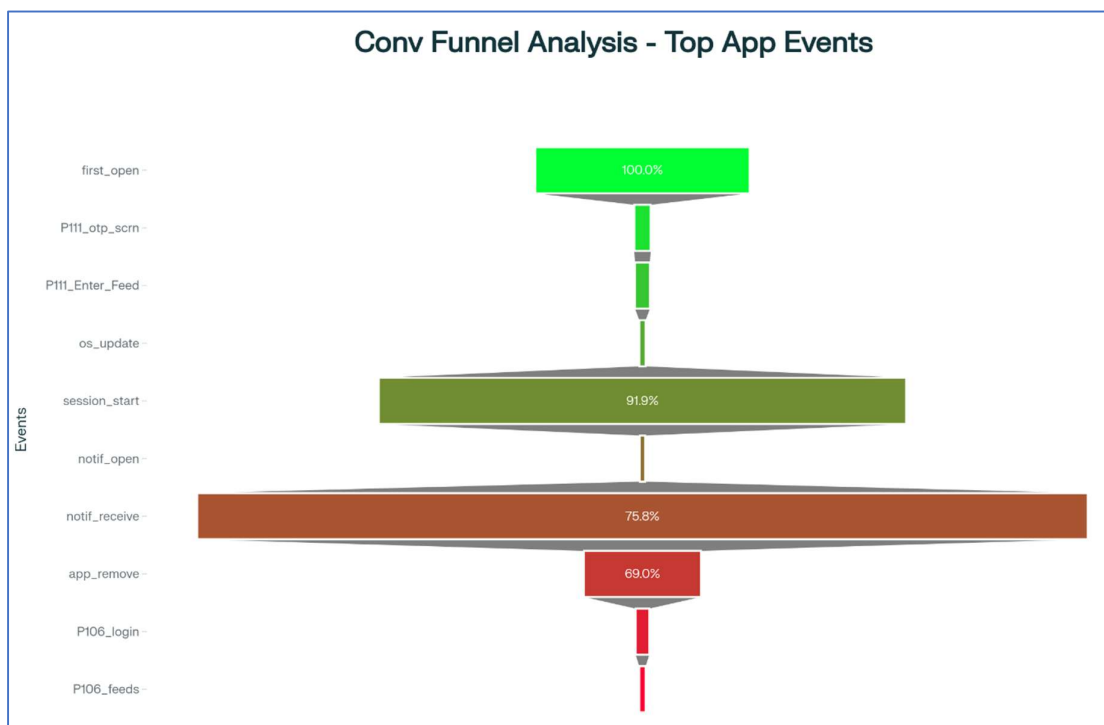 Conv Funnel Analysis - Top App Events
first_open
100.0%
P111_otp_scrn
P111_Enter_Feed
os_update
session_start
91.9%
Events
notif_open
notif_receive
75.8%
app_remove
69.0%
P106_login
P106_feeds